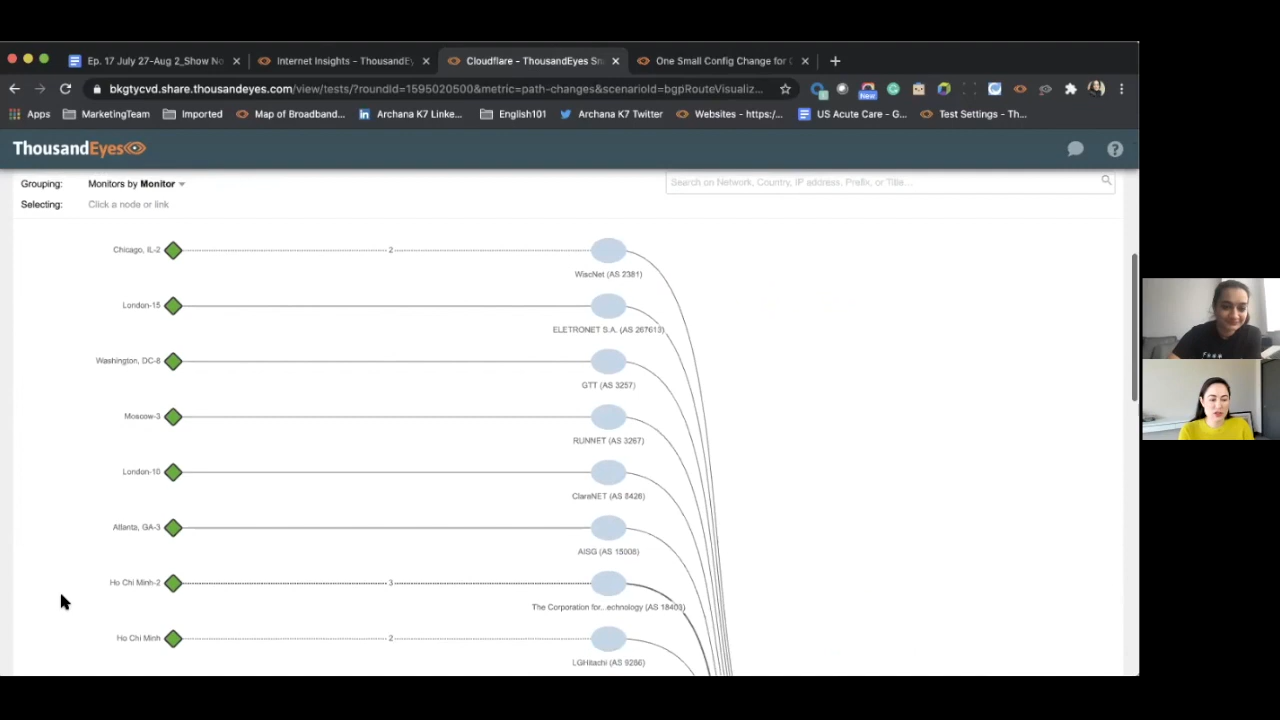 Ep. 17 July 27-Aug 2_Show No
Internet Insights - ThousandEy
Cloudflare - ThousandEyes Sn
One Small Config Change for C
bkgtycvd.share.thousandeyes.com/view/tests/?roundId=1595020500&metric=path-changes&scenarioId=bgpRouteVisualiz...
New
Apps MarketingTeam Imported Map of Broadband... Archana K7 Linke... English101 Archana K7 Twitter Websites - https:/... US Acute Care - G... Test Settings - Th...
ThousandEyes
Grouping: Monitors by Monitor
Search on Network, Country, IP address, Prefix, or Title...
Selecting: Click a node or link
Chicago, IL-2 2
WiscNet (AS 2381)
London-15
ELETRONET S.A. (AS 267613)
Washington, DC-8
GTT (AS 3257)
Moscow-3
RUNNET (AS 3267)
London-10
ClaraNET (AS 8426)
Atlanta, GA-3
AISG (AS 15008)
Ho Chi Minh-2 3
The Corporation for...echnology (AS 18403)
Ho Chi Minh 2
LGHitachi (AS 9286)